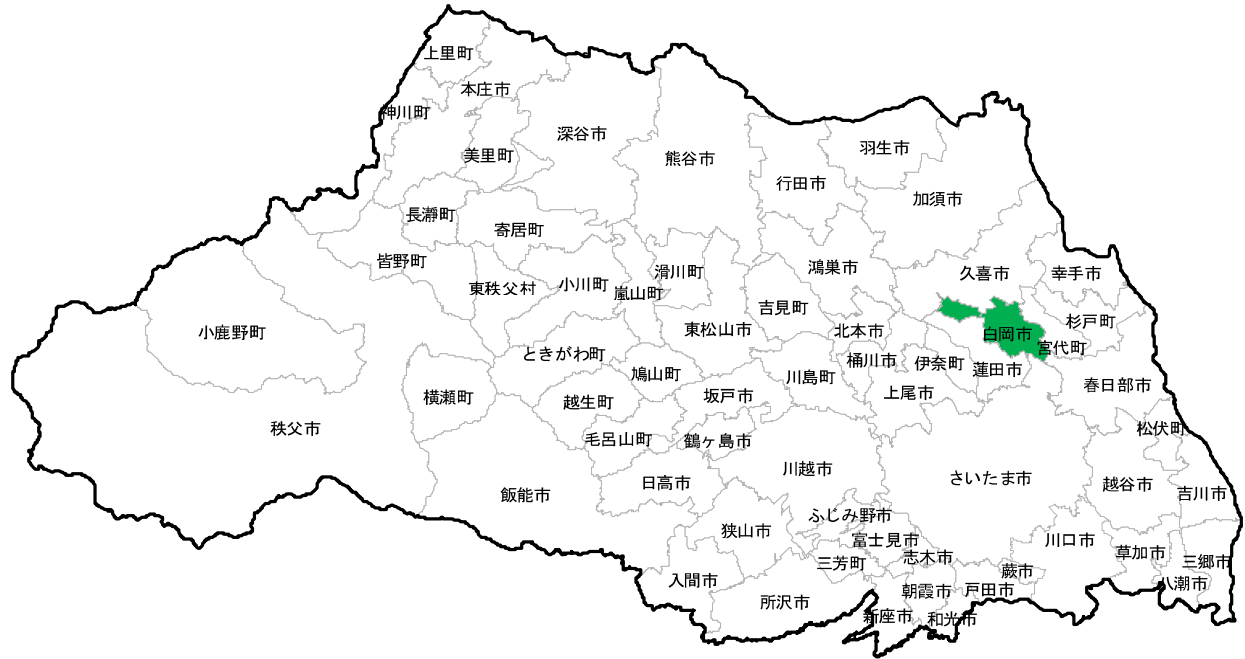 上里町
本庄市
神川町
深谷市
美里町
熊谷市
羽生市
行田市
加須市
長瀞町
寄居町
皆野町
鴻巣市
久喜市
幸手市
滑川町
小川町
東秩父村
嵐山町
吉見町
杉戸町
小鹿野町
東松山市
北本市
白岡市
宮代町
ときがわ町
桶川市
伊奈町
蓮田市
鳩山町
川島町
春日部市
横瀬町
越生町
坂戸市
上尾市
秩父市
毛呂山町
鶴ヶ島市
松伏町
川越市
さいたま市
日高市
越谷市
飯能市
吉川市
ふじみ野市
狭山市
富士見市
川口市
草加市
志木市
三芳町
三郷市
蕨市
入間市
八潮市
朝霞市
戸田市
所沢市
新座市
和光市